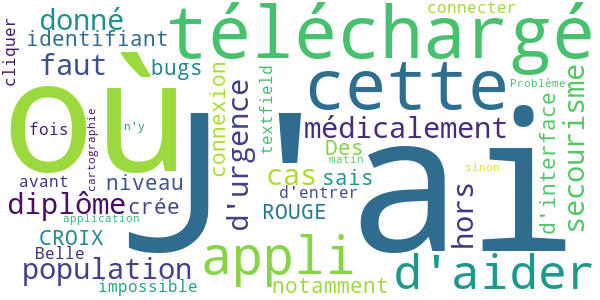 cliquer
donné
téléchargé
connecter
identifiant
faut
bugs
où
J'ai
cette
Problème
fois
n'y
cartographie
connexion
d'urgence
textfield
médicalement
d'interface
secourisme
Des
matin
avant
niveau
cas
sais
sinon
diplôme
crée
d'entrer
ROUGE
hors
application
CROIX
Belle
appli
population
d'aider
impossible
notamment